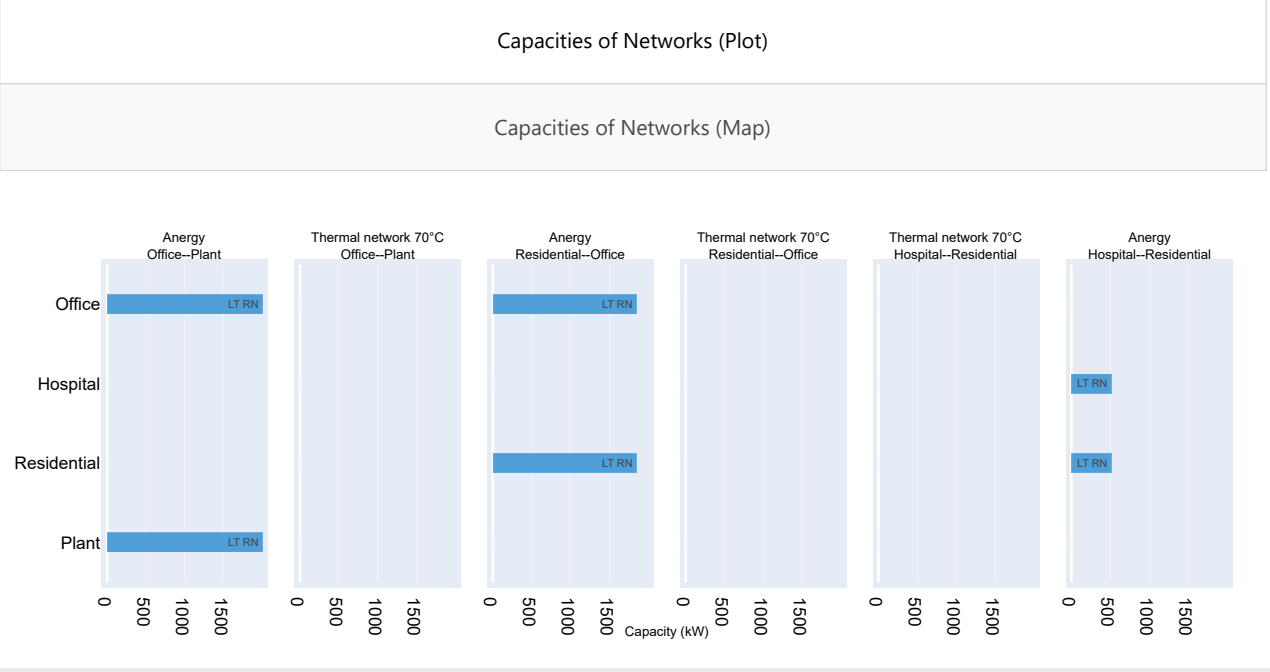 Capacities of Networks (Plot)
Capacities of Networks (Map)
Anergy
Office--Plant
Thermal network 70°C
Office--Plant
Anergy
Residential--Office
Thermal network 70°C
Residential--Office
Thermal network 70°C
Hospital--Residential
Anergy
Hospital--Residential
Office
LT RN
LT RN
Hospital
LT RN
Residential
LT RN
LT RN
Plant
LT RN
0 500 1000 1500
0 500 1000 1500
0 500 1000 1500
0 500 1000 1500
0 500 1000 1500
0 500 1000 1500
Capacity (kW)